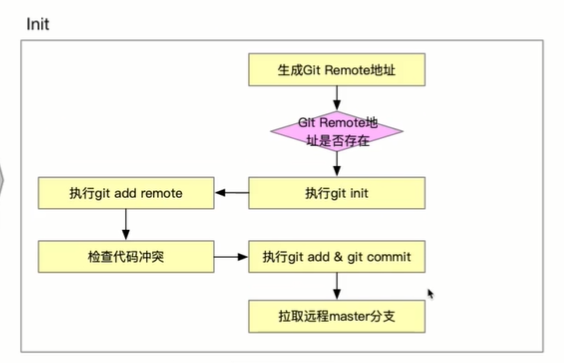 Init
生成Git Remote地址
Git Remote地
址是否存在
执行git init
执行git add remote
检查代码冲突
执行git add & git commit
拉取远程master分支